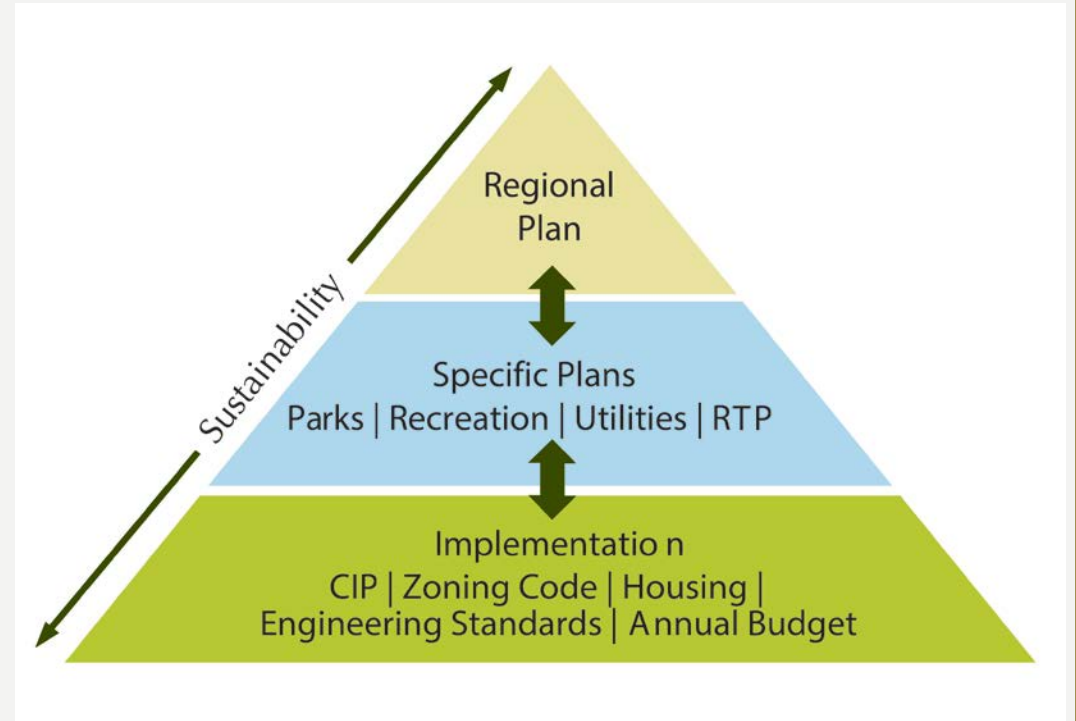 Regional
Plan
Sustainability
Specific Plans
Parks | Recreation | Utilities | RTP
Implementatio n
CIP | Zoning Code | Housing |
Engineering Standards | Annual Budget